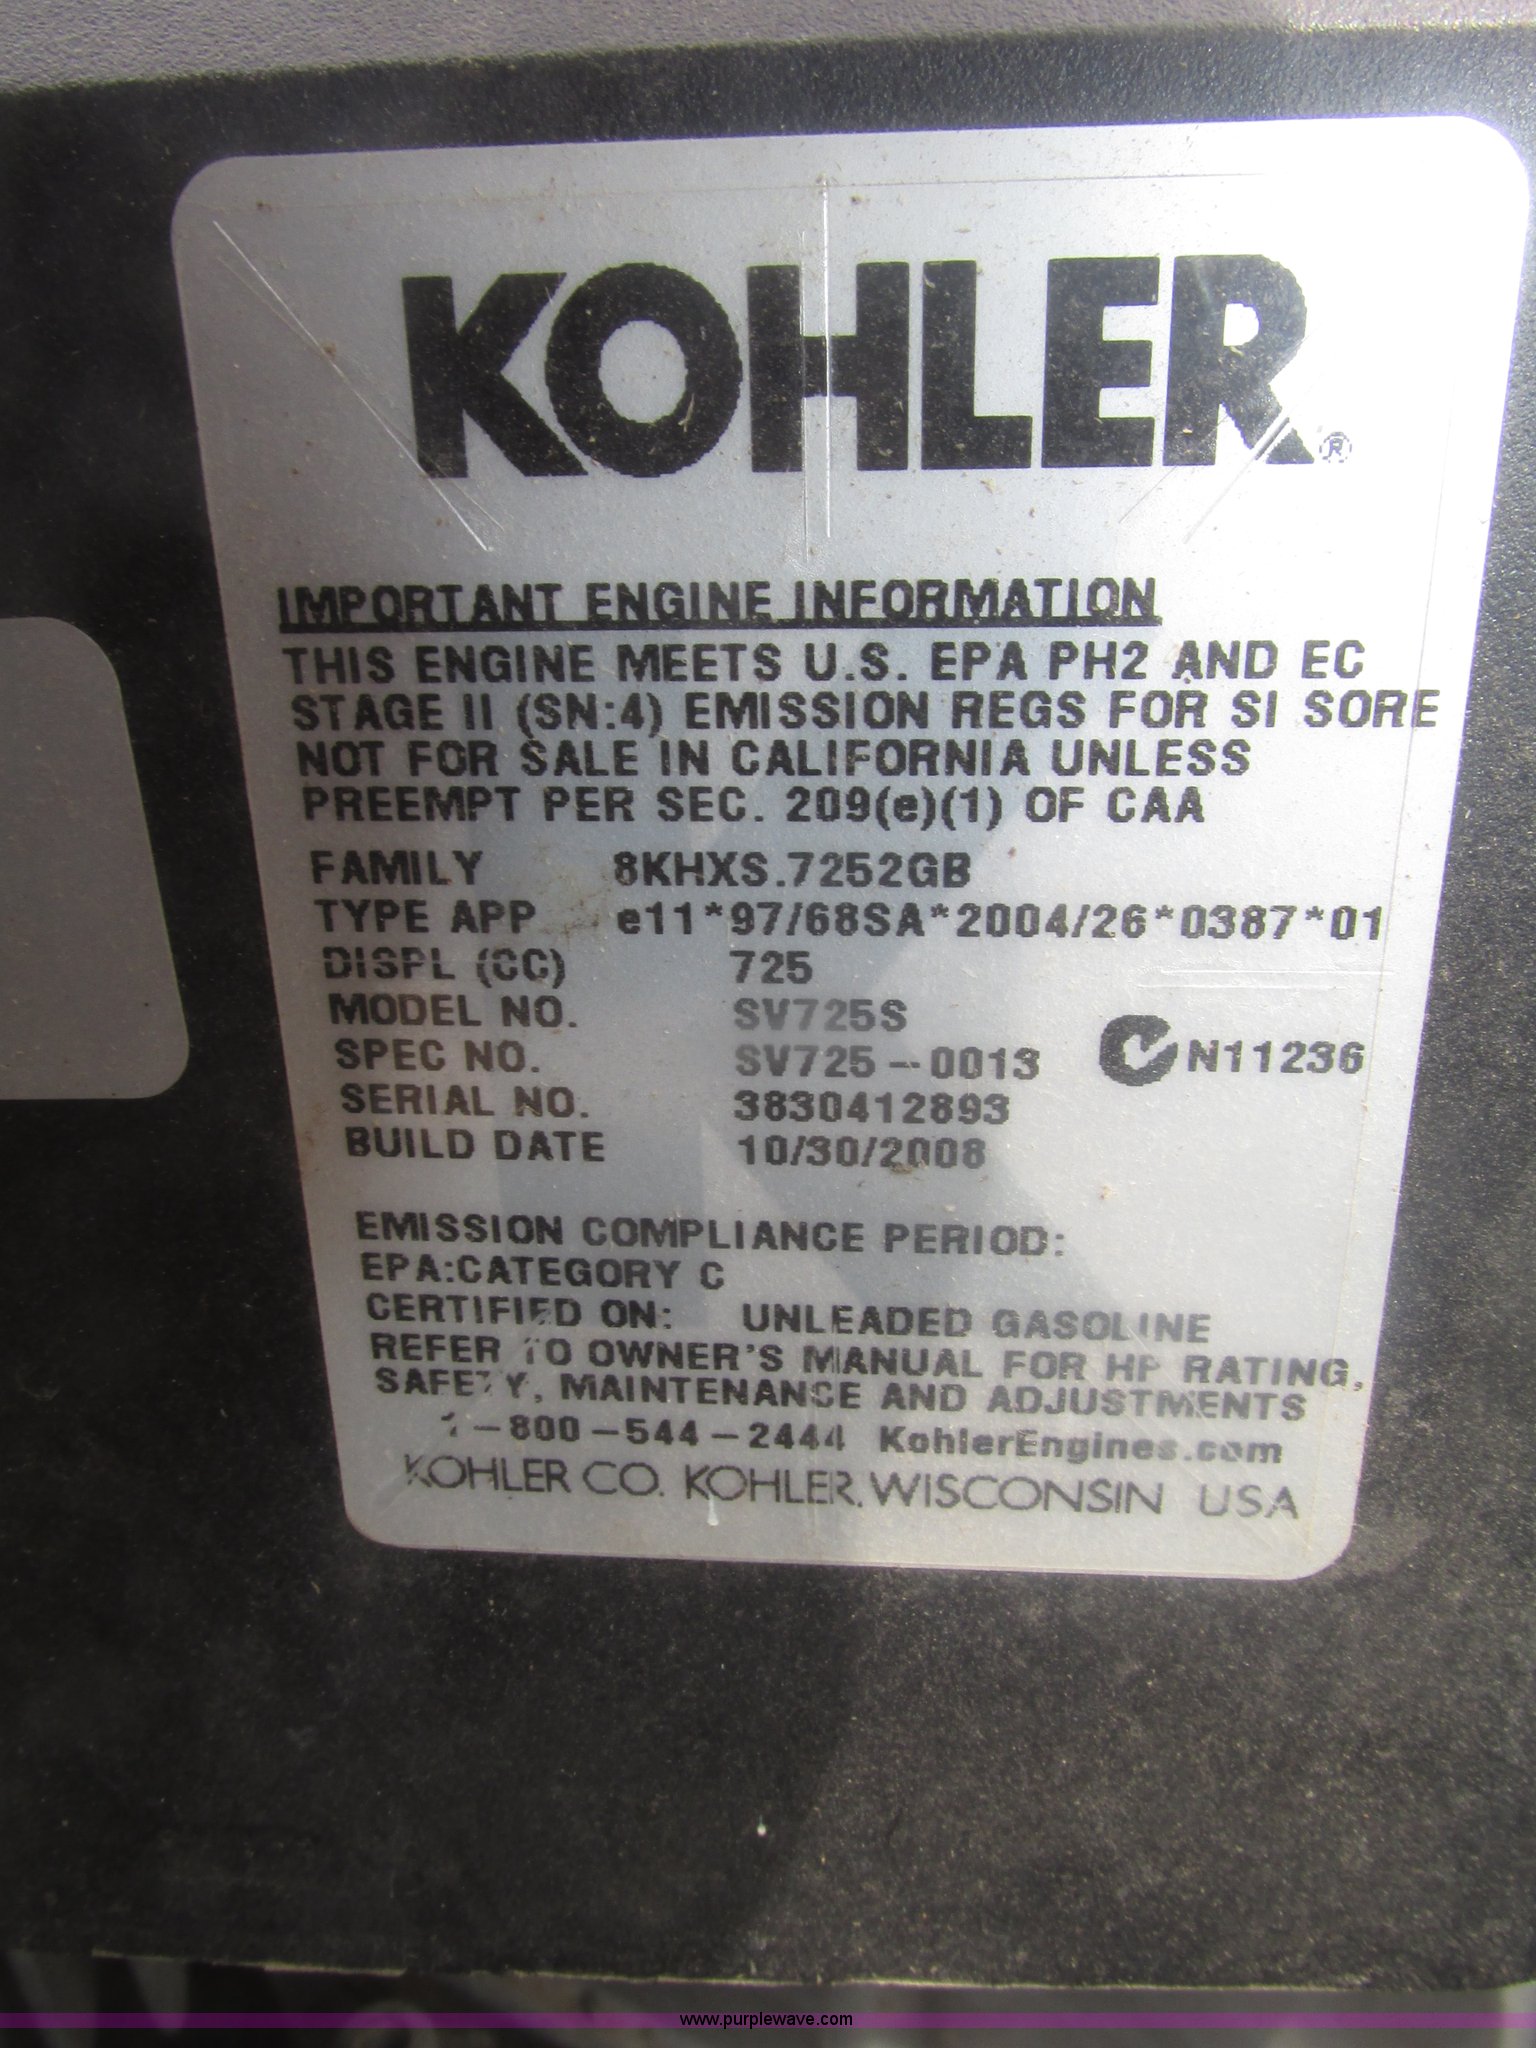 KOHLER®
IMPORTANT ENGINE INFORMATION
THIS ENGINE MEETS U.S. EPA PH2 AND EC
STAGE II (SN:4) EMISSION REGS FOR SI SORE
NOT FOR SALE IN CALIFORNIA UNLESS
PREEMPT PER SEC. 209(e)(1) OF CAA
FAMILY 8KHXS.7252GB
TYPE APP e11*97/68SA*2004/26*0387*01
DISPL (CC) 725
MODEL NO. SV725S
SPEC NO. SV725-0013 N11236
SERIAL NO. 3830412893
BUILD DATE 10/30/2008
EMISSION COMPLIANCE PERIOD:
EPA:CATEGORY C
CERTIFIED ON: UNLEADED GASOLINE
REFER TO OWNER'S MANUAL FOR HP RATING,
SAFETY, MAINTENANCE AND ADJUSTMENTS
1-800-544-2444 KohlerEngines.com
KOHLER CO. KOHLER, WISCONSIN USA
www.purplewave.com